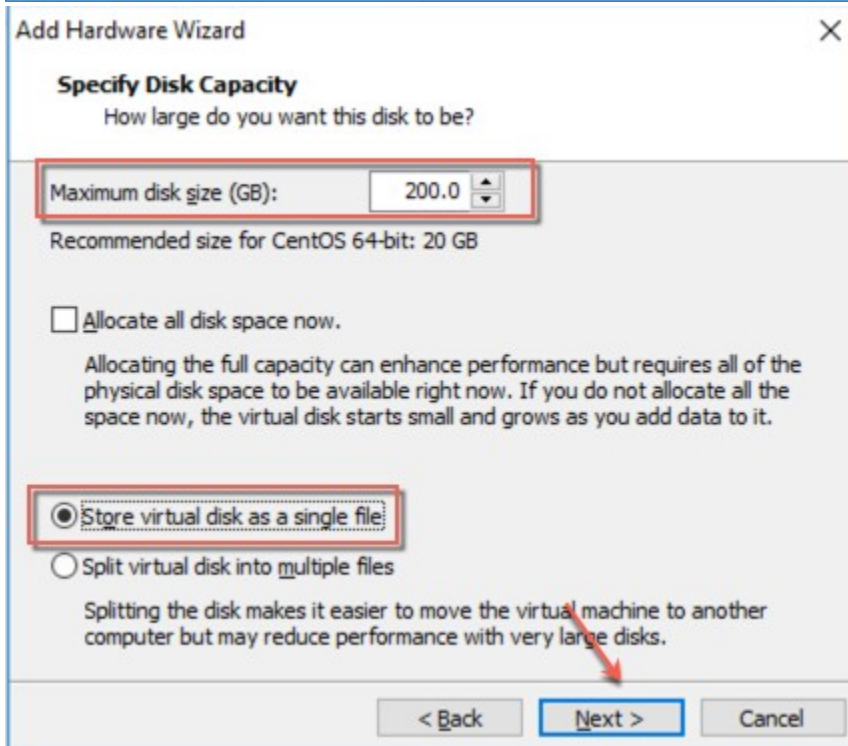 Add Hardware Wizard
Specify Disk Capacity
How large do you want this disk to be?
Maximum disk size (GB): 200.0
Recommended size for CentOS 64-bit: 20 GB
Allocate all disk space now.
Allocating the full capacity can enhance performance but requires all of the
physical disk space to be available right now. If you do not allocate all the
space now, the virtual disk starts small and grows as you add data to it.
Store virtual disk as a single file
Split virtual disk into multiple files
Splitting the disk makes it easier to move the virtual machine to another
computer but may reduce performance with very large disks.
< Back Next > Cancel